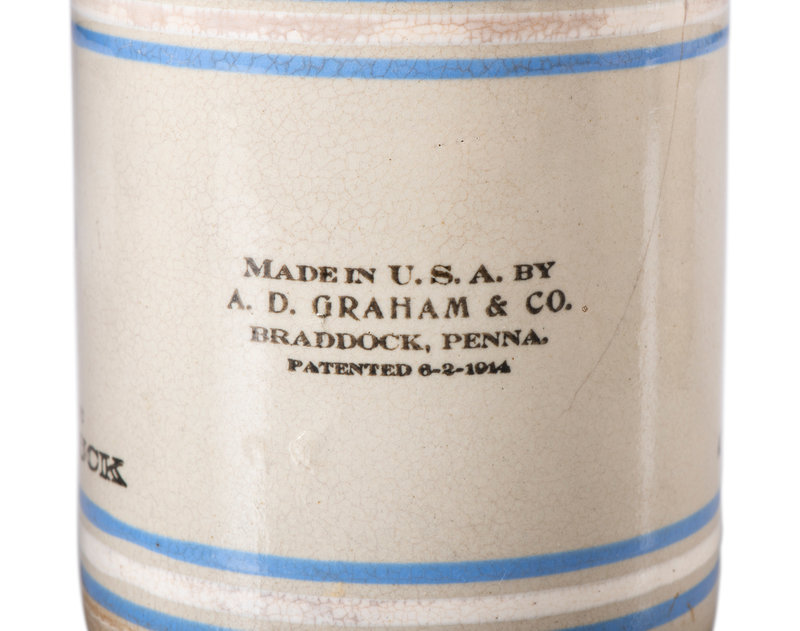 MADE IN U. S. A. BY
A. D. GRAHAM & CO.
BRADDOCK, PENNA.
PATENTED 6-2-1914